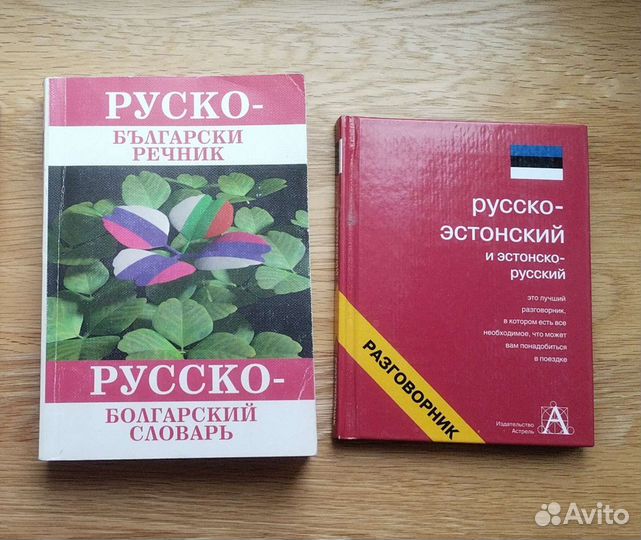 РУСКО-
БЪЛГАРСКИ
РЕЧНИК
РУССКО-
БОЛГАРСКИЙ
СЛОВАРЬ
русско-
эстонский
и эстонско-
русский
это лучший
разговорник,
в котором есть все
необходимое, что может
вам понадобиться
в поездке
РАЗГОВОРНИК
Издательство
Астрель
А
Avito